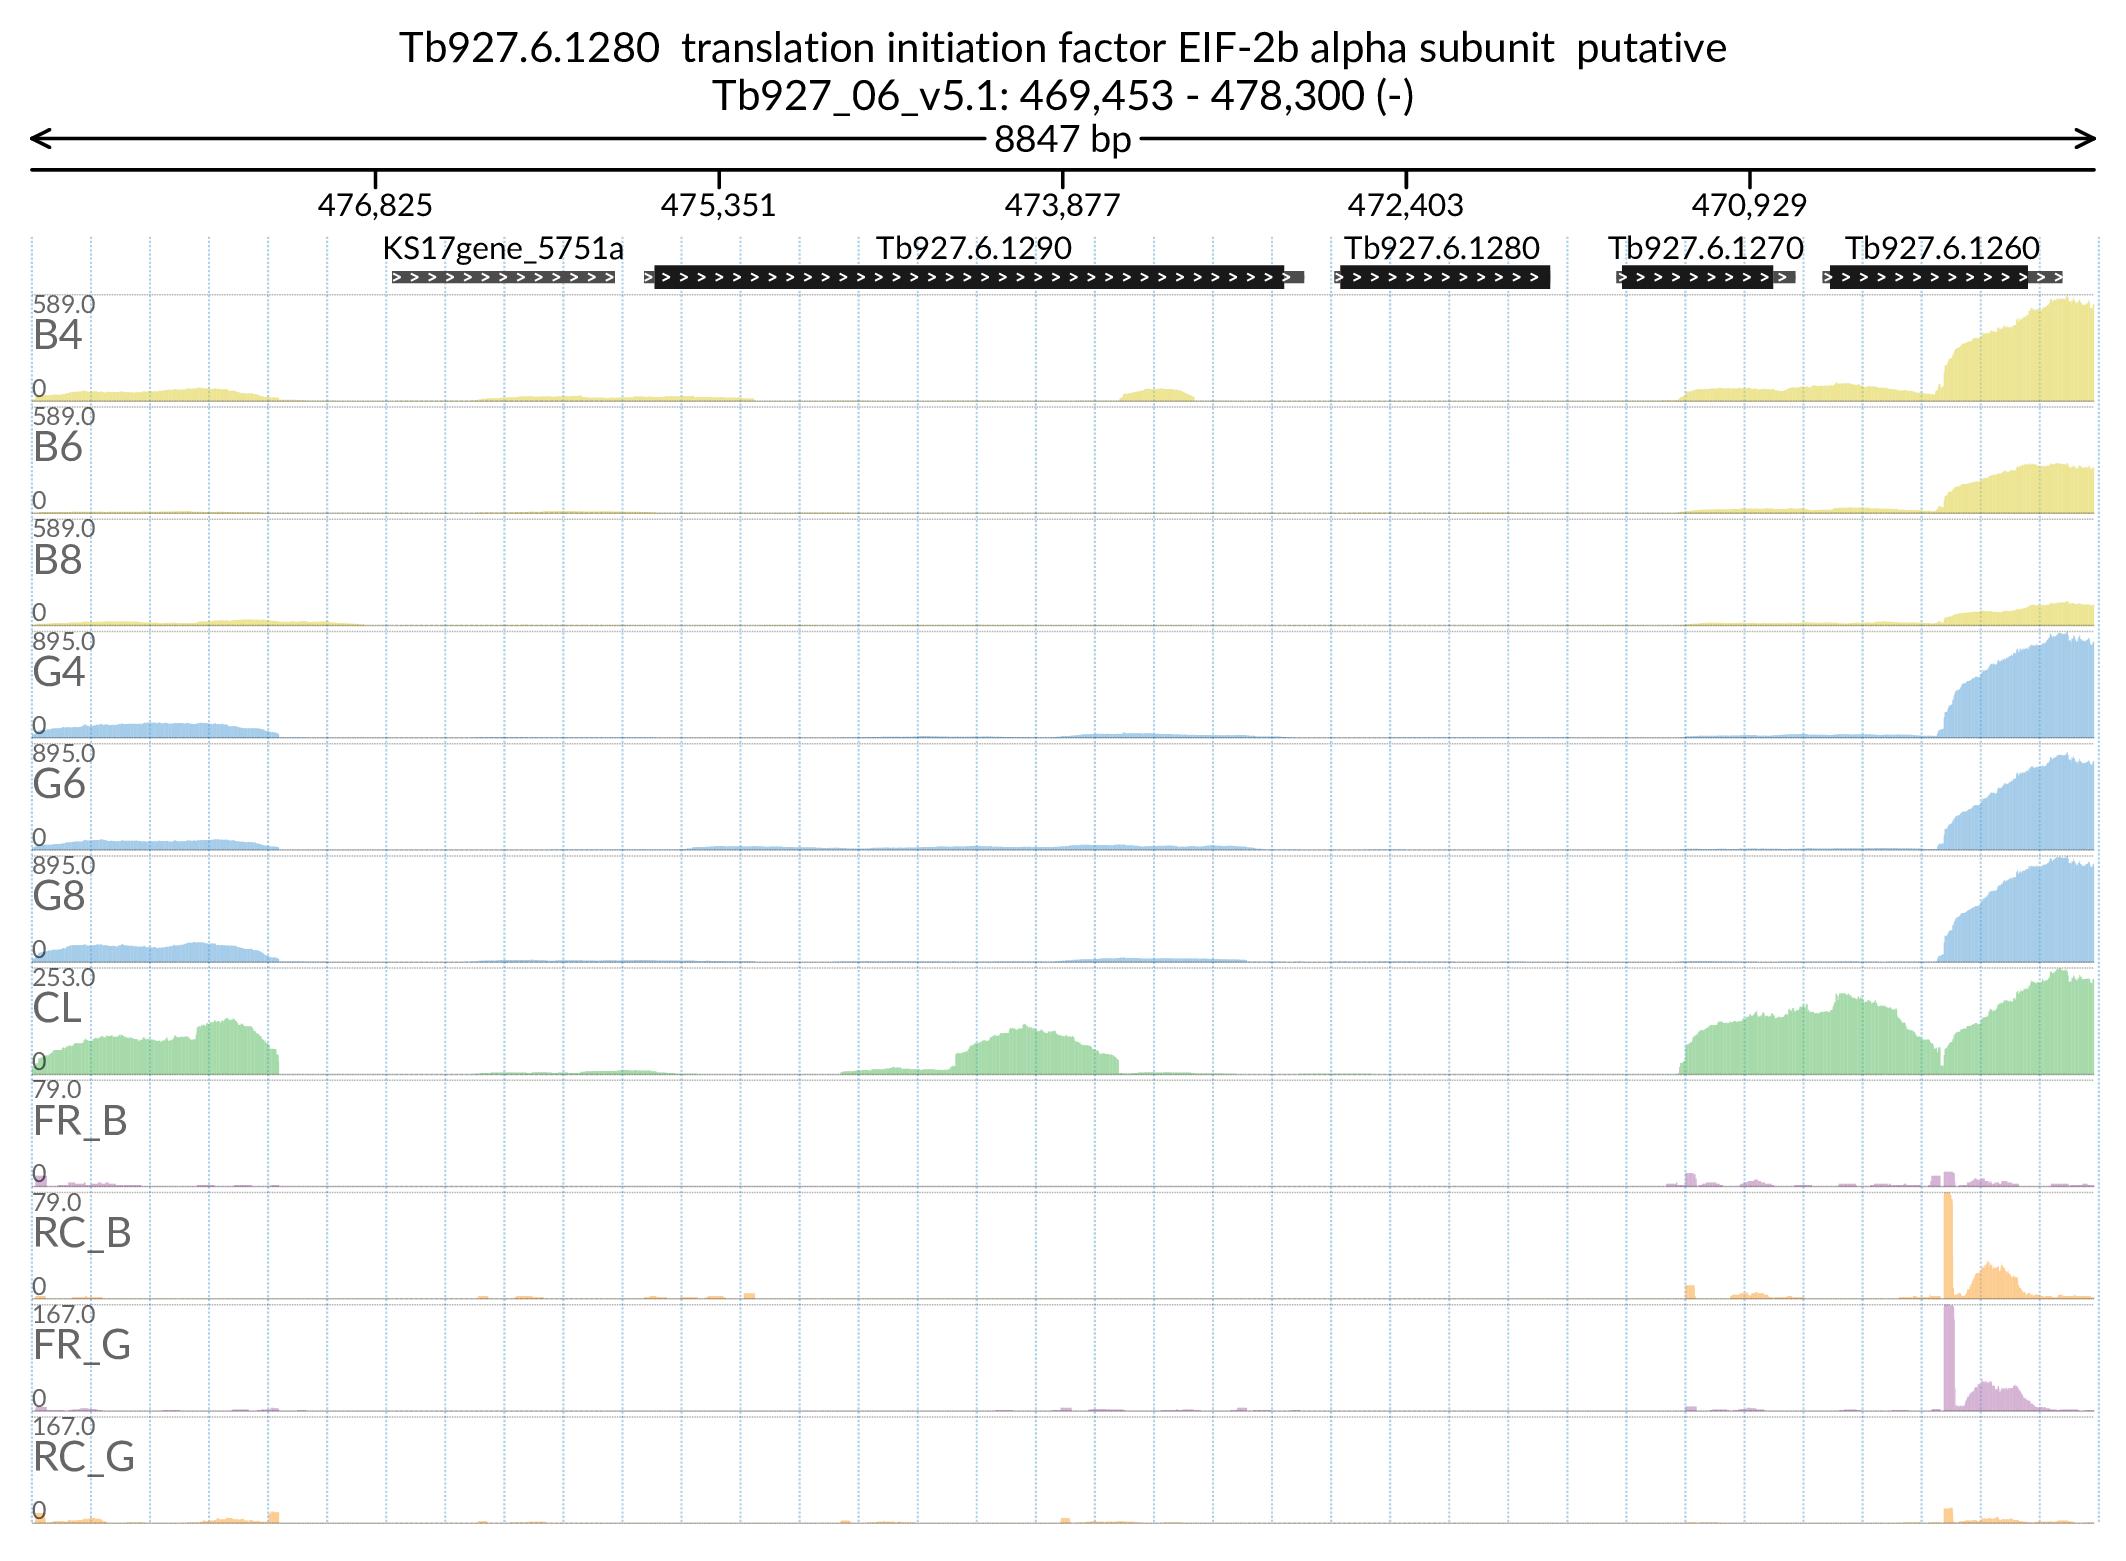 Tb927.6.1280  translation initiation factor EIF-2b alpha subunit  putative
Tb927_06_v5.1: 469,453 - 478,300 (-)
8847 bp
476,825 475,351 473,877 472,403 470,929
KS17gene_5751a Tb927.6.1290 Tb927.6.1280 Tb927.6.1270 Tb927.6.1260
589.0
B4
0
589.0
B6
0
589.0
B8
0
895.0
G4
0
895.0
G6
0
895.0
G8
0
253.0
CL
0
79.0
FR_B
0
79.0
RC_B
0
167.0
FR_G
0
167.0
RC_G
0